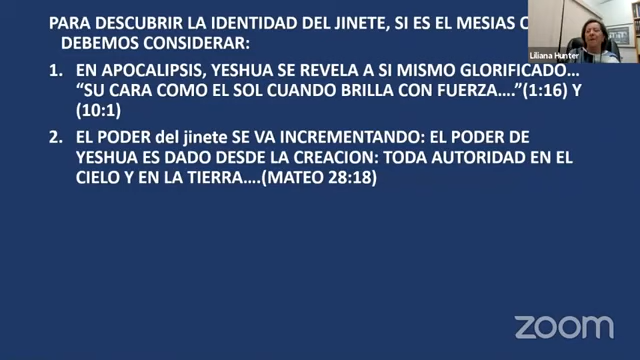 PARA DESCUBRIR LA IDENTIDAD DEL JINETE, SI ES EL MESIAS
DEBEMOS CONSIDERAR:
1. EN APOCALIPSIS, YESHUA SE REVELA A SI MISMO GLORIFICADO…
“SU CARA COMO EL SOL CUANDO BRILLA CON FUERZA….”(1:16) Y
(10:1)
2. EL PODER del jinete SE VA INCREMENTANDO: EL PODER DE
YESHUA ES DADO DESDE LA CREACION: TODA AUTORIDAD EN EL
CIELO Y EN LA TIERRA….(MATEO 28:18)
Liliana Hunter
zoom